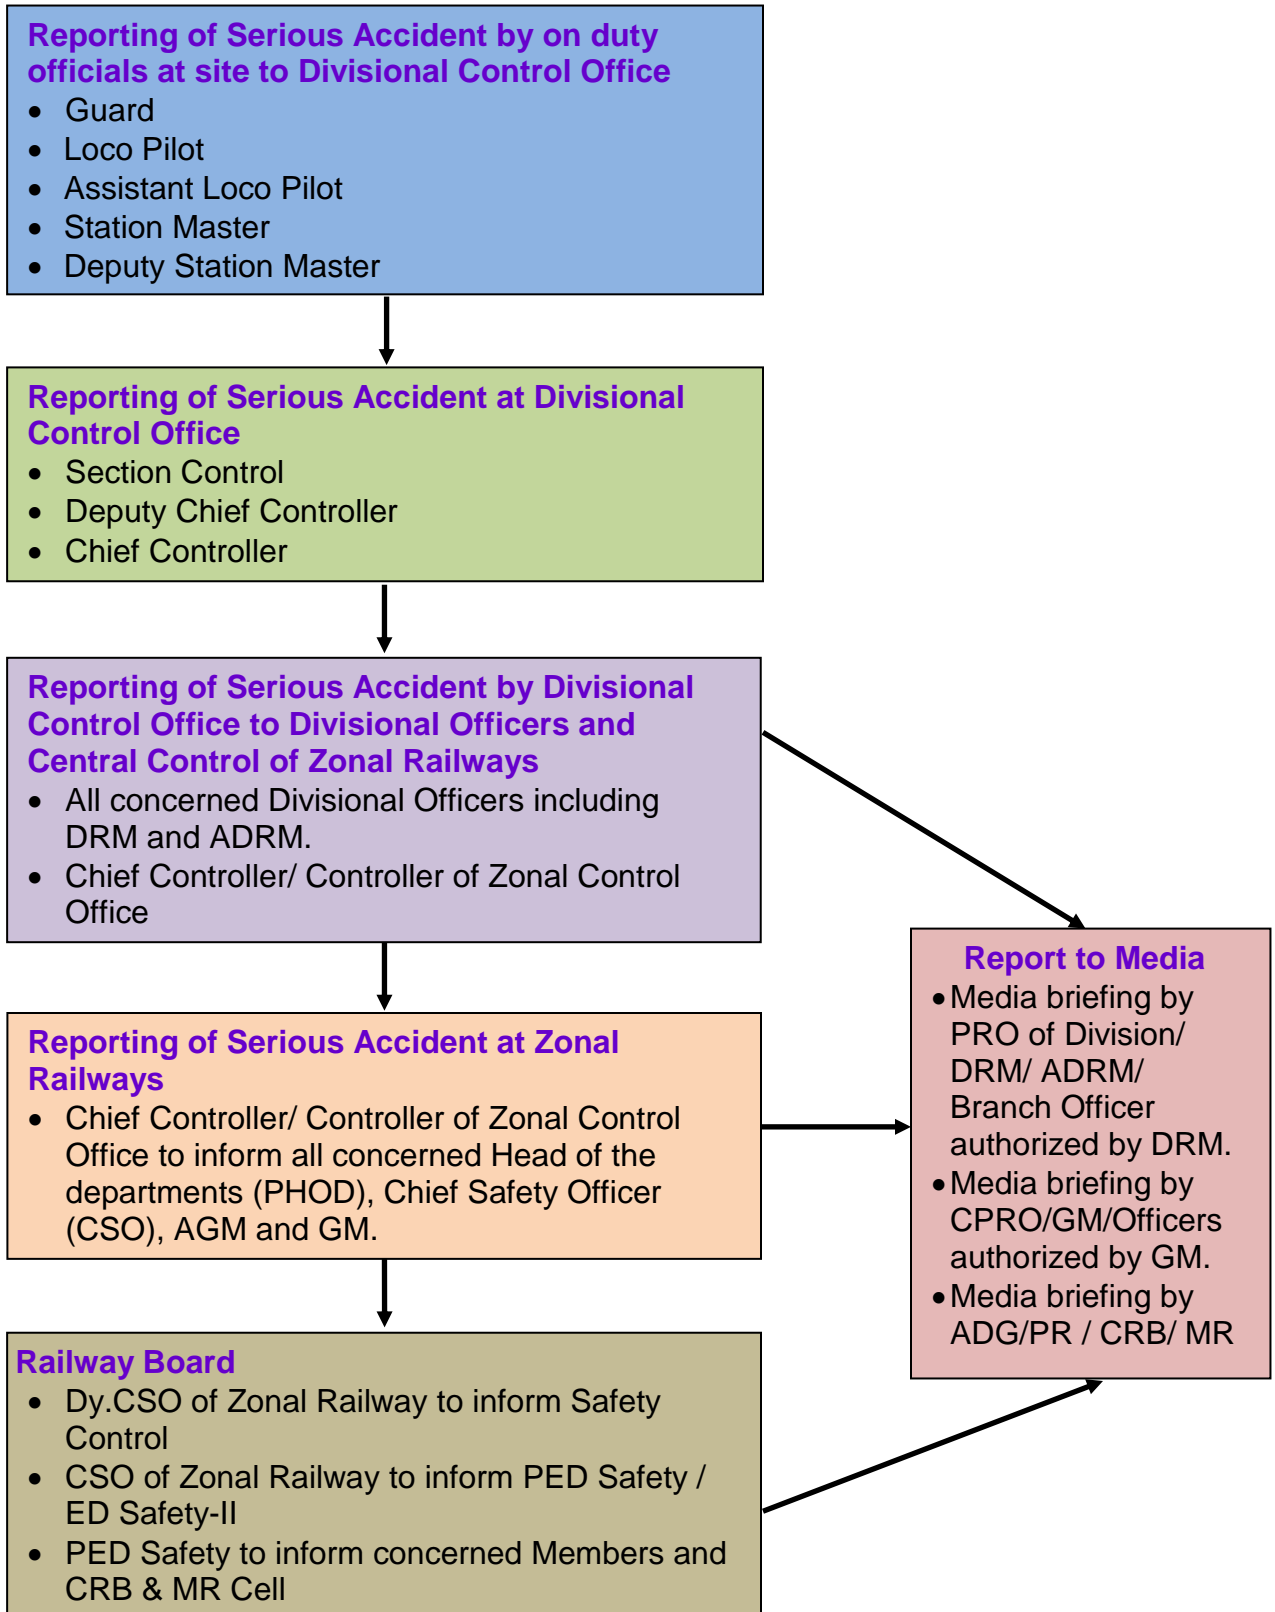 Reporting of Serious Accident by on duty
officials at site to Divisional Control Office
• Guard
• Loco Pilot
• Assistant Loco Pilot
• Station Master
• Deputy Station Master
Reporting of Serious Accident at Divisional
Control Office
• Section Control
• Deputy Chief Controller
• Chief Controller
Reporting of Serious Accident by Divisional
Control Office to Divisional Officers and
Central Control of Zonal Railways
• All concerned Divisional Officers including
DRM and ADRM.
• Chief Controller/ Controller of Zonal Control
Office
Reporting of Serious Accident at Zonal
Railways
• Chief Controller/ Controller of Zonal Control
Office to inform all concerned Head of the
departments (PHOD), Chief Safety Officer
(CSO), AGM and GM.
Railway Board
• Dy.CSO of Zonal Railway to inform Safety
Control
• CSO of Zonal Railway to inform PED Safety /
ED Safety-II
• PED Safety to inform concerned Members and
CRB & MR Cell
Report to Media
• Media briefing by
PRO of Division/
DRM/ ADRM/
Branch Officer
authorized by DRM.
• Media briefing by
CPRO/GM/Officers
authorized by GM.
• Media briefing by
ADG/PR / CRB/ MR